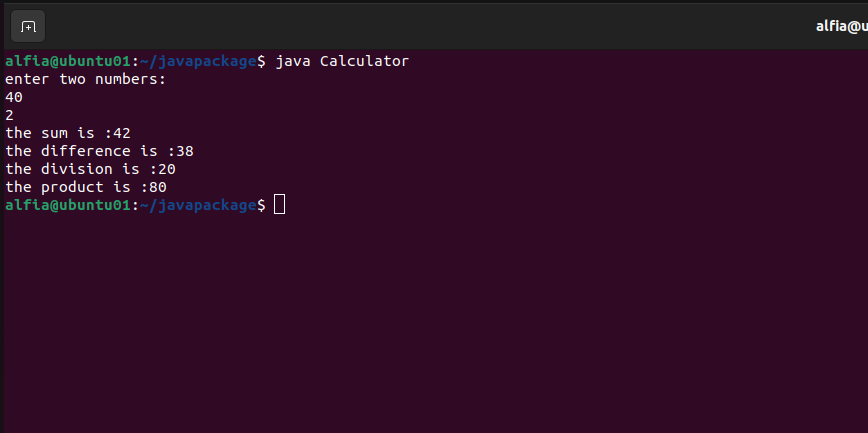 alfia@u
alfia@ubuntu01:~/javapackage$ java Calculator
enter two numbers:
40
2
the sum is :42
the difference is :38
the division is :20
the product is :80
alfia@ubuntu01:~/javapackage$